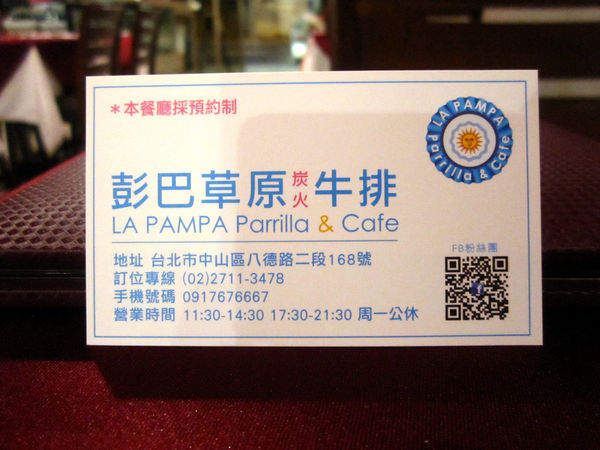 *本餐廳採預約制
LA PAMPA
Parrilla & Cafe
彭巴草原炭火牛排
LA PAMPA Parrilla & Cafe
地址 台北市中山區八德路二段168號
訂位專線 (02)2711-3478
手機號碼 0917676667
營業時間 11:30-14:30 17:30-21:30 周一公休
FB粉絲團